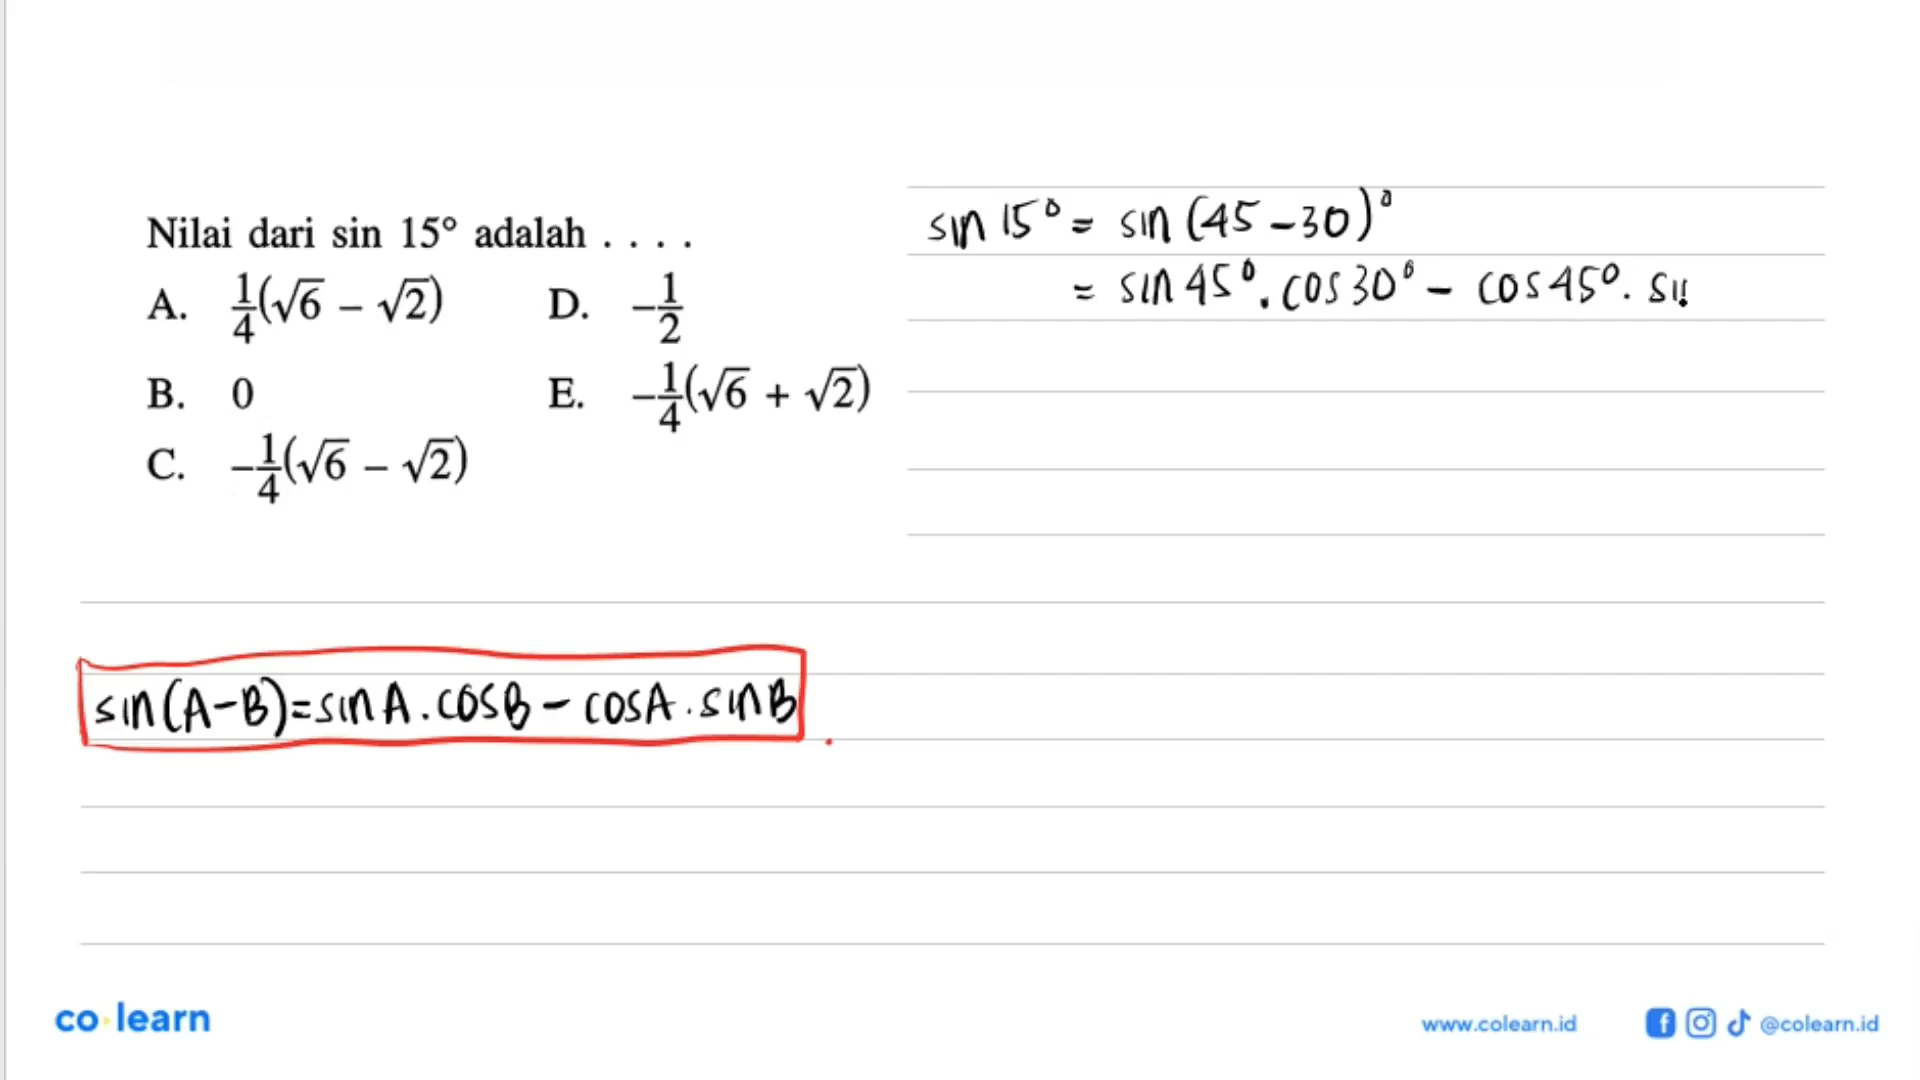 Nilai dari sin 15° adalah . . . .
A. 1/4(√6 – √2)
D. –1/2
B. 0
E. –1/4(√6 + √2)
C. –1/4(√6 – √2)
sin 15° = sin (45 – 30)°
= sin 45° . cos 30° – cos 45° .
sin(A–B)=sin A . cos B – cos A . sin B
co·learn
www.colearn.id
@colearn.id